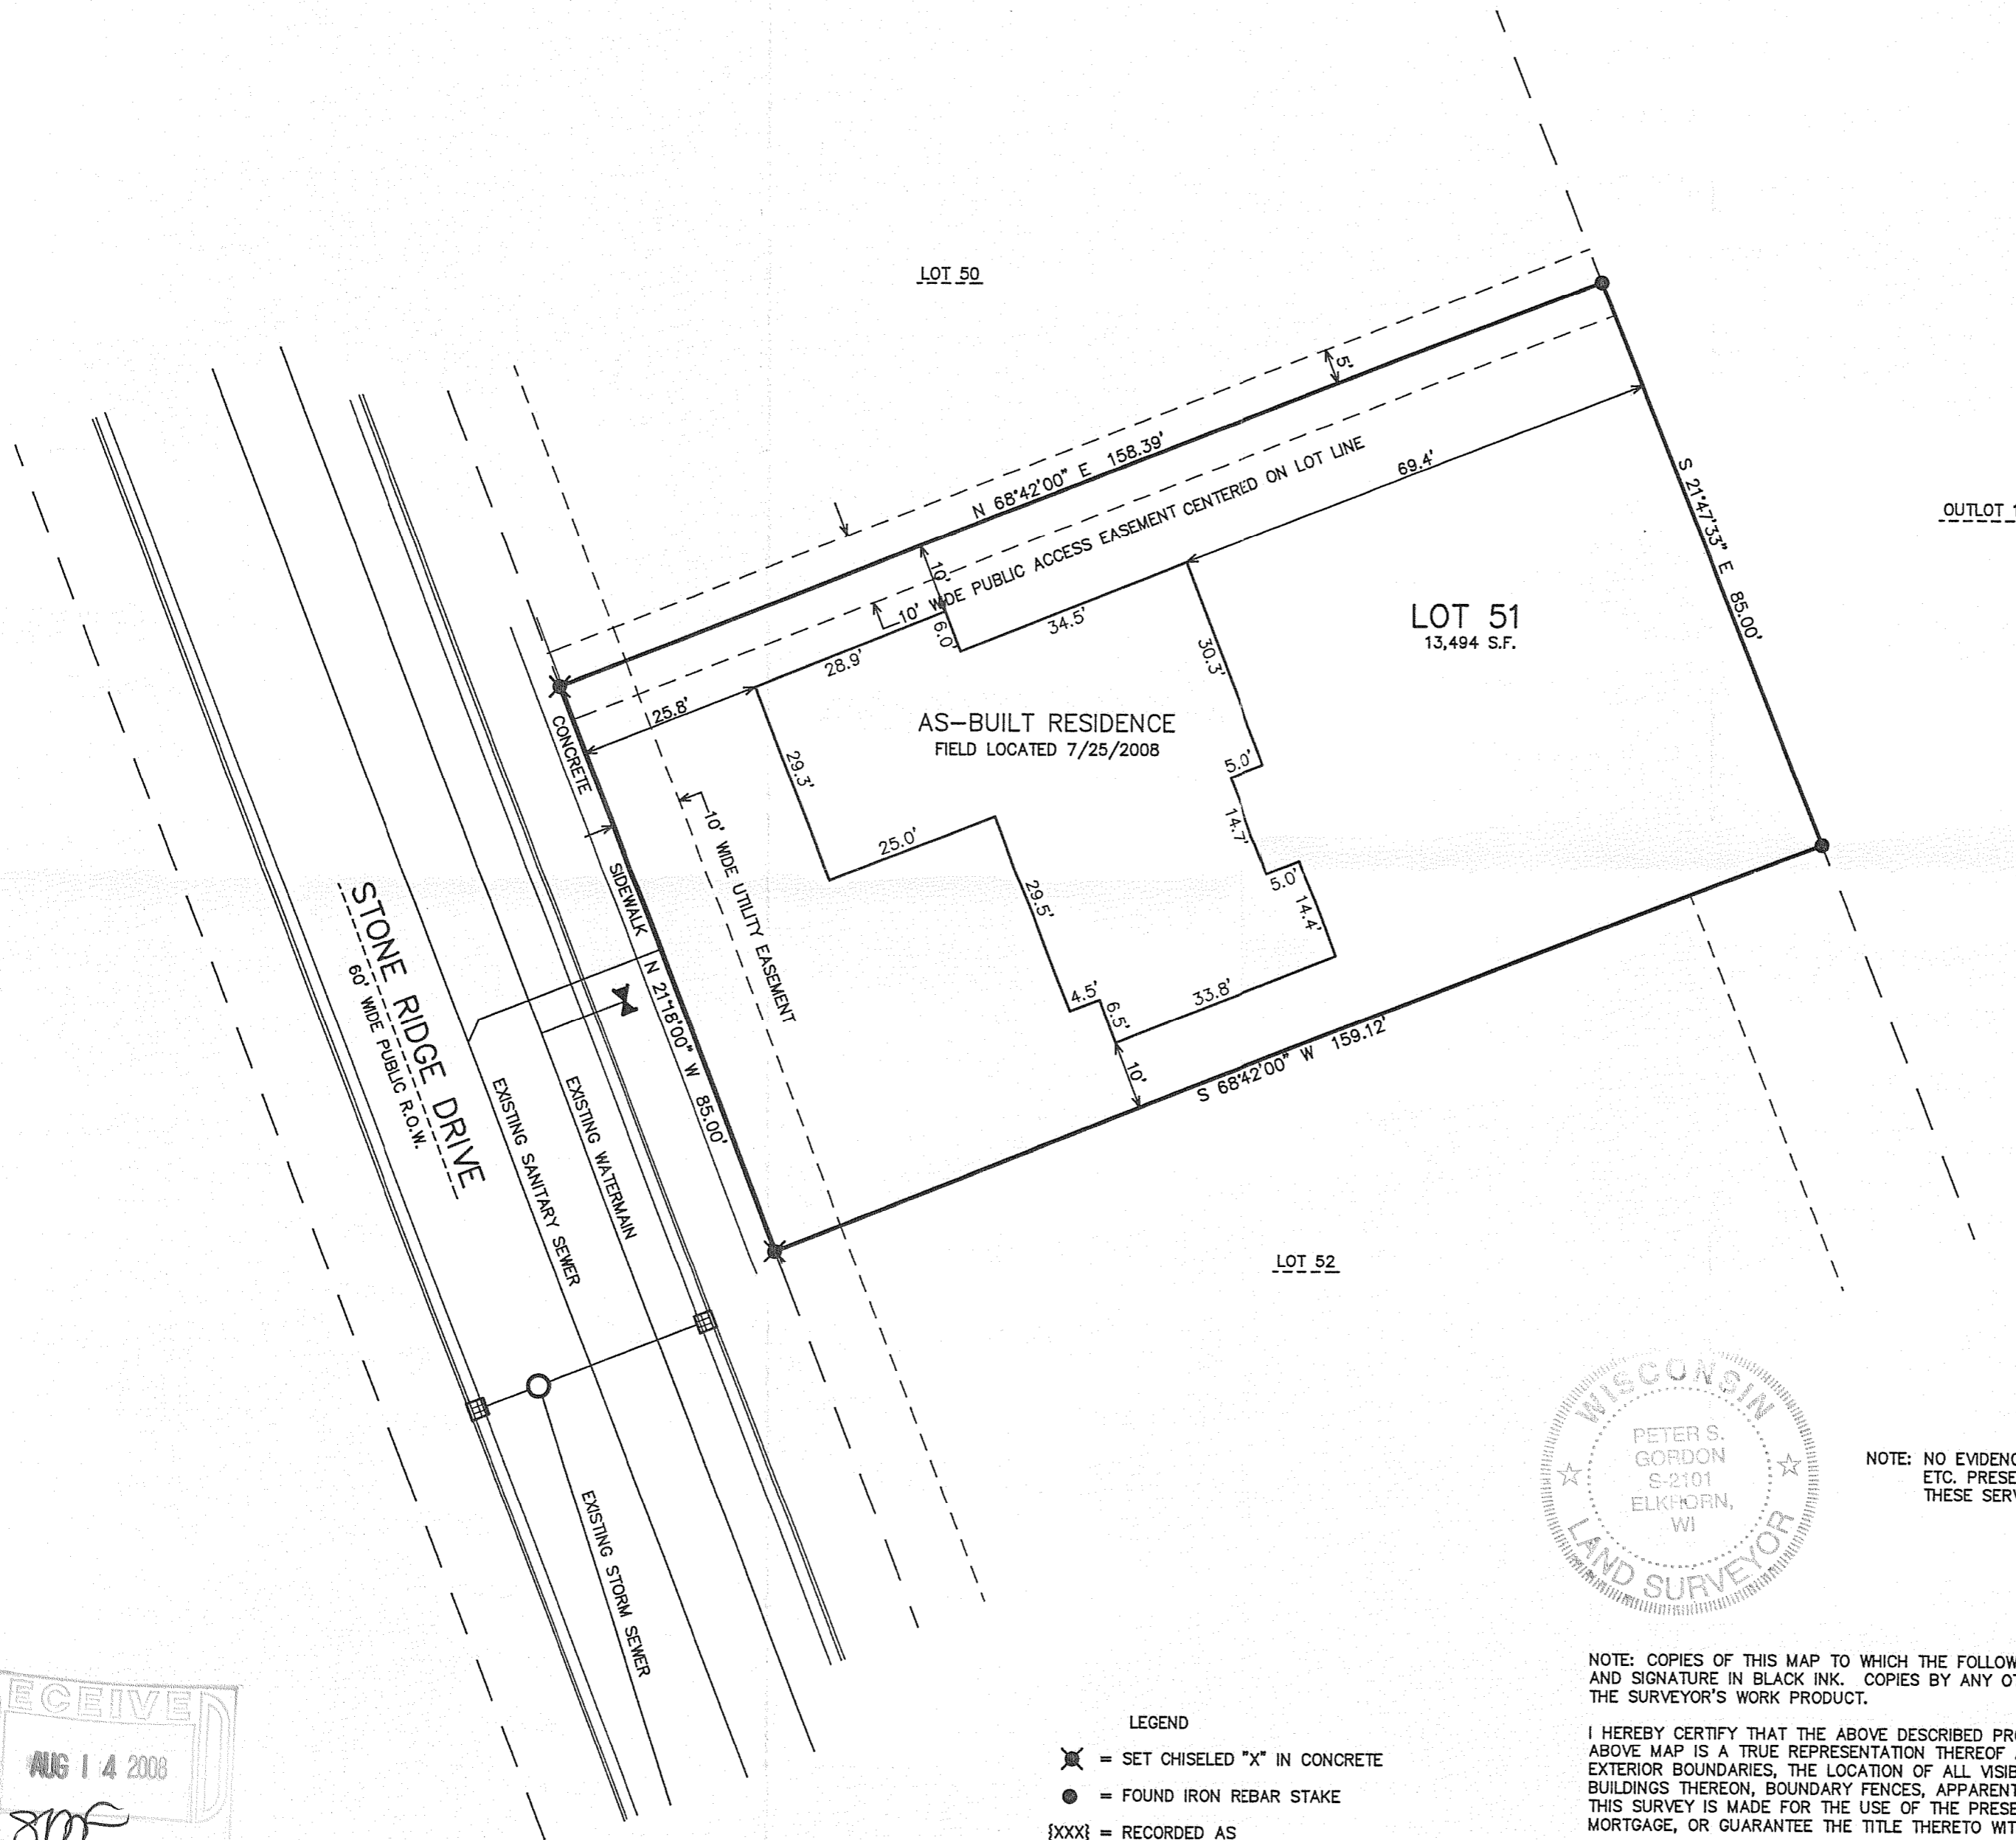 LOT 50
5'
N 68°42'00" E 158.39'
10' WIDE PUBLIC ACCESS EASEMENT CENTERED ON LOT LINE
69.4'
S 21°47'33" E 85.00'
OUTLOT 1
10'
6.0'
34.5'
28.9'
30.3'
LOT 51
13,494 S.F.
25.8'
AS-BUILT RESIDENCE
FIELD LOCATED 7/25/2008
CONCRETE
SIDEWALK
29.3'
5.0'
14.7'
25.0'
10' WIDE UTILITY EASEMENT
29.5'
5.0'
14.4'
4.5'
6.5'
33.8'
10'
N 21°18'00" W 85.00'
S 68°42'00" W 159.12'
STONE RIDGE DRIVE
60' WIDE PUBLIC R.O.W.
EXISTING SANITARY SEWER
EXISTING WATERMAIN
LOT 52
EXISTING STORM SEWER
WISCONSIN
PETER S.
GORDON
S-2101
ELKHORN,
WI
LAND SURVEYOR
NOTE: NO EVIDENC
ETC. PRESE
THESE SERV
NOTE: COPIES OF THIS MAP TO WHICH THE FOLLOW
AND SIGNATURE IN BLACK INK. COPIES BY ANY OT
THE SURVEYOR'S WORK PRODUCT.
I HEREBY CERTIFY THAT THE ABOVE DESCRIBED PRO
ABOVE MAP IS A TRUE REPRESENTATION THEREOF
EXTERIOR BOUNDARIES, THE LOCATION OF ALL VISIB
BUILDINGS THEREON, BOUNDARY FENCES, APPARENT
THIS SURVEY IS MADE FOR THE USE OF THE PRESE
MORTGAGE, OR GUARANTEE THE TITLE THERETO WIT
LEGEND
= SET CHISELED "X" IN CONCRETE
= FOUND IRON REBAR STAKE
{XXX} = RECORDED AS
ECEIVE
AUG 14 2008